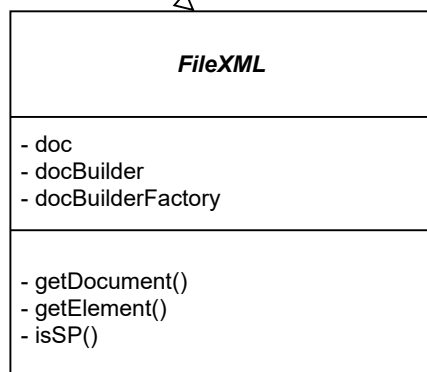 FileXML
- doc
- docBuilder
- docBuilderFactory
- getDocument()
- getElement()
- isSP()